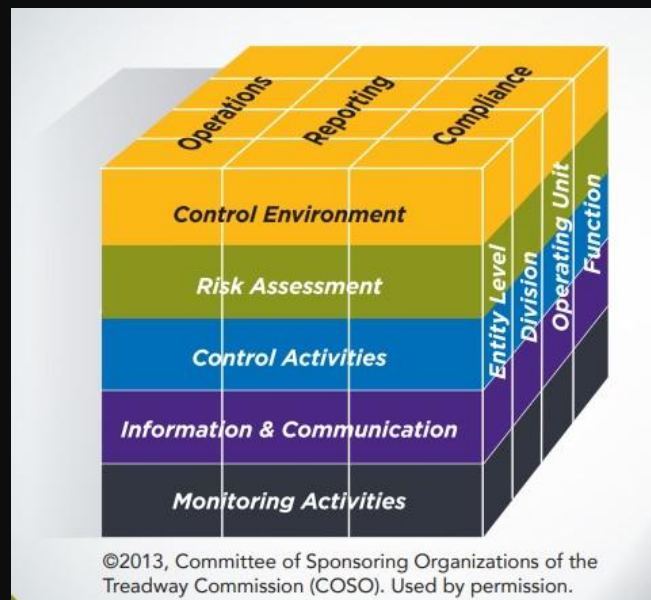 Operations
Reporting
Compliance
Control Environment
Risk Assessment
Control Activities
Information & Communication
Monitoring Activities
Entity Level
Division
Operating Unit
Function
©2013, Committee of Sponsoring Organizations of the
Treadway Commission (COSO). Used by permission.